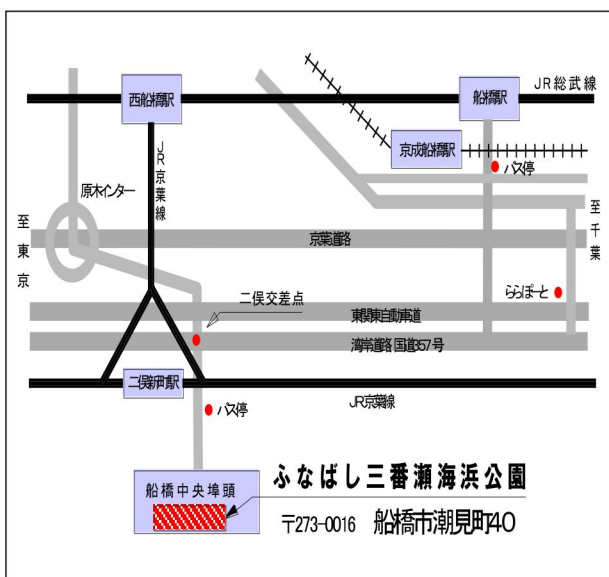 JR総武線
西船橋駅
船橋駅
京成船橋駅
バス停
JR京葉線
原木インター
至東京
至千葉
京葉道路
ららぽーと
二俣交差点
東関東自動車道
湾岸道路 国道357号
二俣新町駅
JR京葉線
バス停
船橋中央埠頭
ふなばし三番瀬海浜公園
〒273-0016 船橋市潮見町40